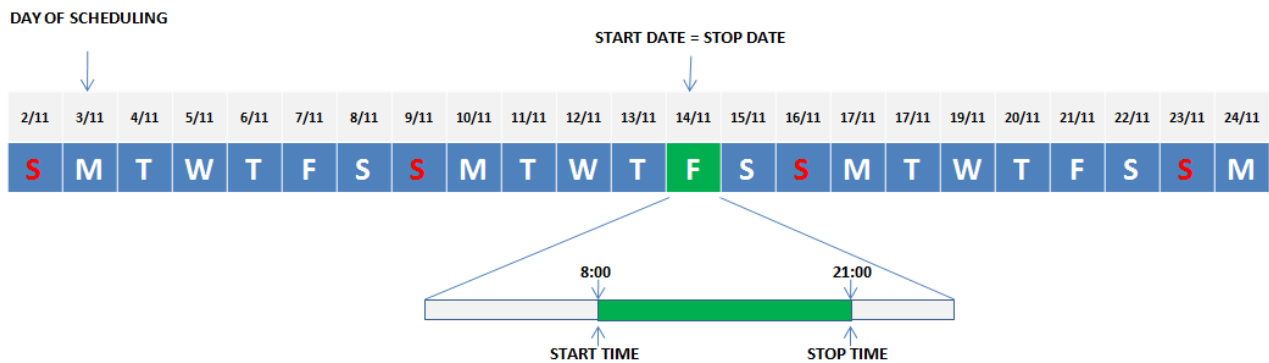 DAY OF SCHEDULING
START DATE = STOP DATE
2/11 3/11 4/11 5/11 6/11 7/11 8/11 9/11 10/11 11/11 12/11 13/11 14/11 15/11 16/11 17/11 17/11 19/11 20/11 21/11 22/11 23/11 24/11
S M T W T F S S M T W T F S S M T W T F S S M
8:00 21:00
START TIME STOP TIME